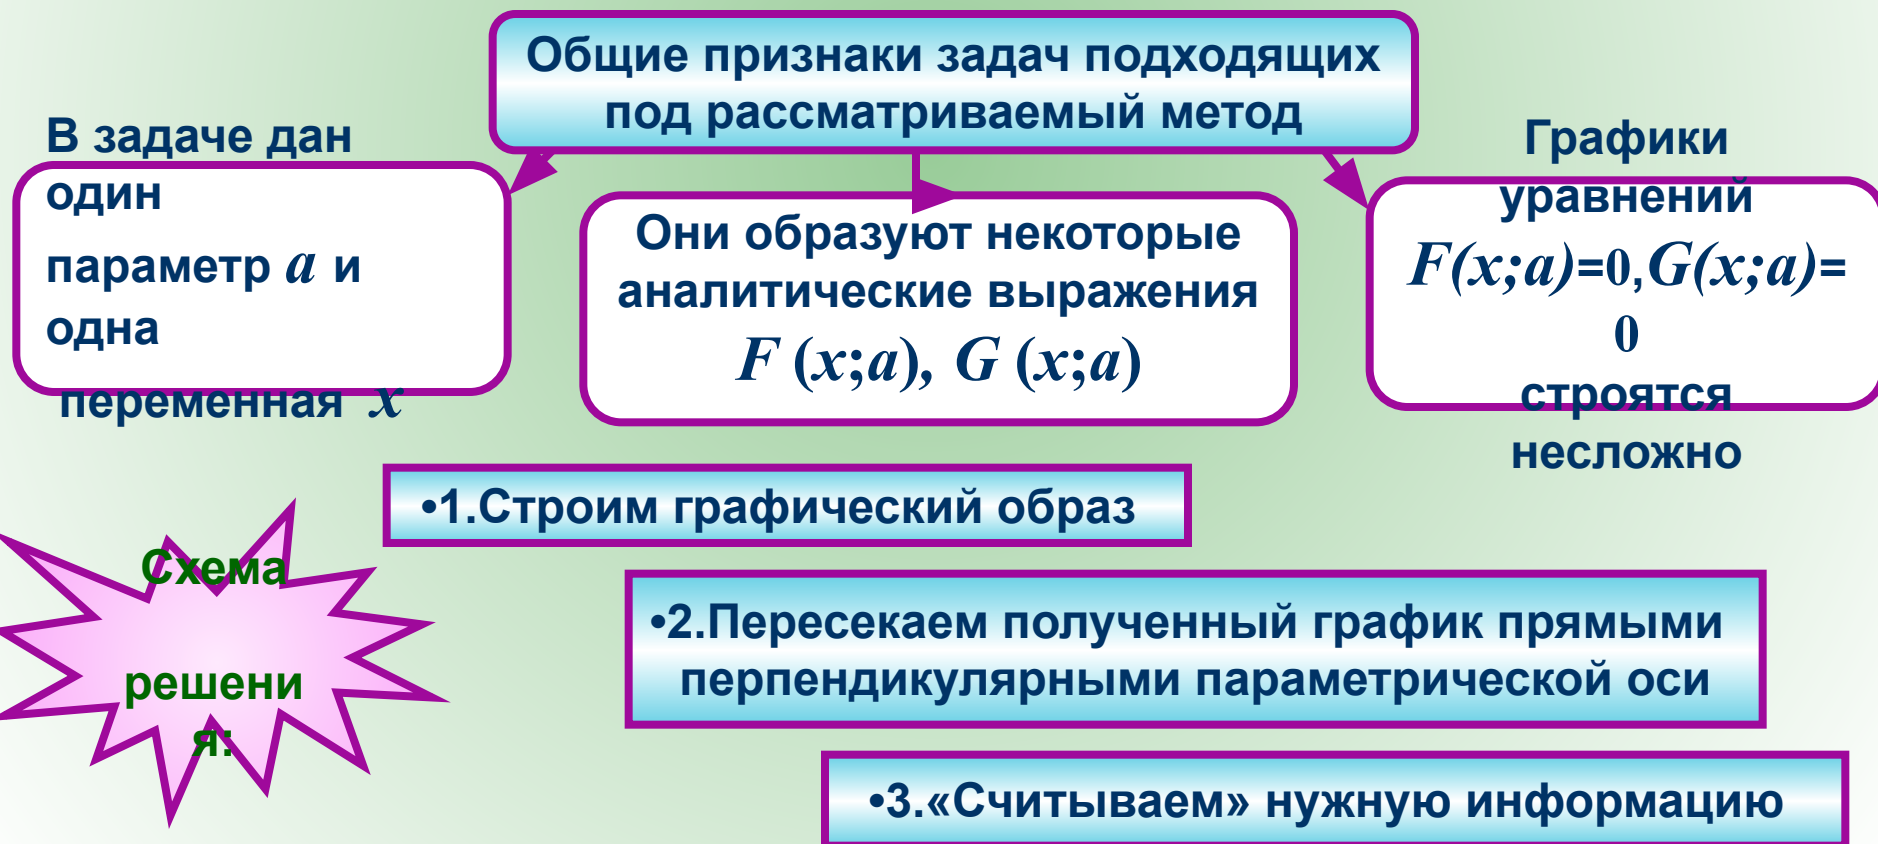 Общие признаки задач подходящих
под рассматриваемый метод
В задаче дан
один
параметр a и
одна
переменная x
Они образуют некоторые
аналитические выражения
F (x;a), G (x;a)
Графики
уравнений
F(x;a)=0,G(x;a)=
0
строятся
несложно
•1.Строим графический образ
Схема
решени
я:
•2.Пересекаем полученный график прямыми
перпендикулярными параметрической оси
•3.«Считываем» нужную информацию